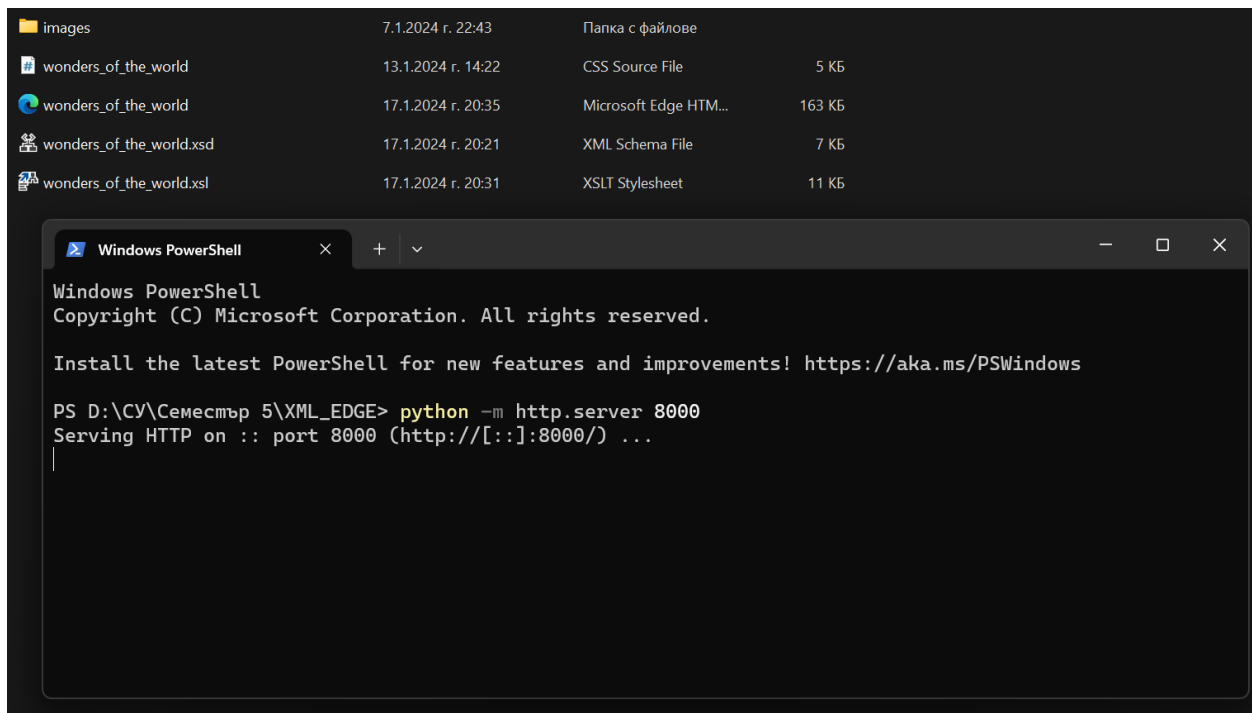 images 7.1.2024 г. 22:43 Папка с файлове
wonders_of_the_world 13.1.2024 г. 14:22 CSS Source File 5 КБ
wonders_of_the_world 17.1.2024 г. 20:35 Microsoft Edge HTM... 163 КБ
wonders_of_the_world.xsd 17.1.2024 г. 20:21 XML Schema File 7 КБ
wonders_of_the_world.xsl 17.1.2024 г. 20:31 XSLT Stylesheet 11 КБ
Windows PowerShell
Windows PowerShell
Copyright (C) Microsoft Corporation. All rights reserved.
Install the latest PowerShell for new features and improvements! https://aka.ms/PSWindows
PS D:\СУ\Семестър 5\XML_EDGE> python -m http.server 8000
Serving HTTP on :: port 8000 (http://[::]:8000/) ...